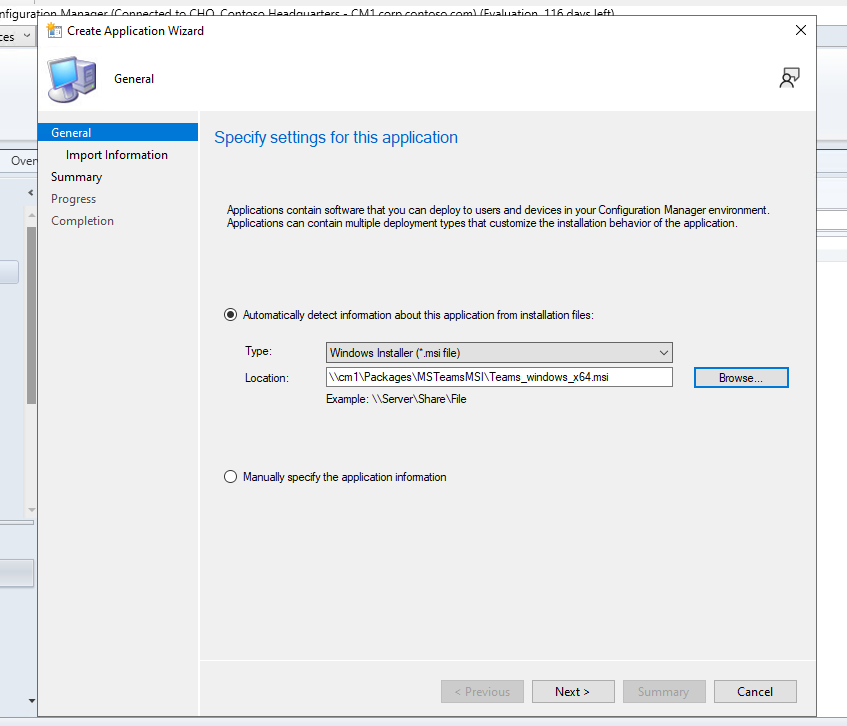 nfiguration Manager (Connected to CHQ, Contoso Headquarters - CM1.corp.contoso.com) (Evaluation, 116 days left)
ces
Create Application Wizard
General
General
Import Information
Summary
Progress
Completion
Over
Specify settings for this application
Applications contain software that you can deploy to users and devices in your Configuration Manager environment.
Applications can contain multiple deployment types that customize the installation behavior of the application.
Automatically detect information about this application from installation files:
Type:
Windows Installer (*.msi file)
Location:
\\cm1\Packages\MSTeamsMSI\Teams_windows_x64.msi
Browse...
Example: \\Server\Share\File
Manually specify the application information
< Previous
Next >
Summary
Cancel